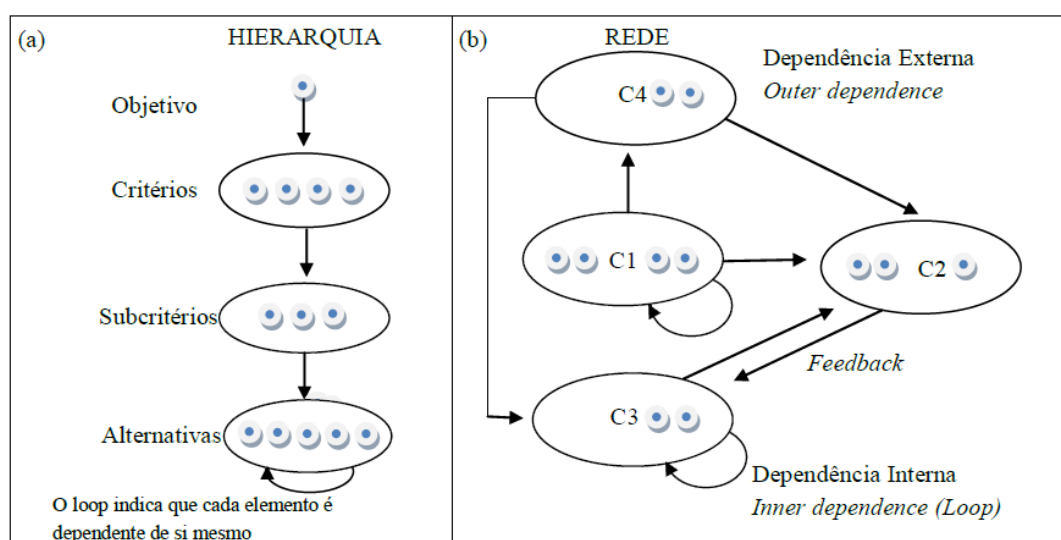 (a)
HIERARQUIA
Objetivo
Critérios
Subcritérios
Alternativas
O loop indica que cada elemento é
dependente de si mesmo
(b)
REDE
Dependência Externa
Outer dependence
C4
C1
C2
Feedback
C3
Dependência Interna
Inner dependence (Loop)